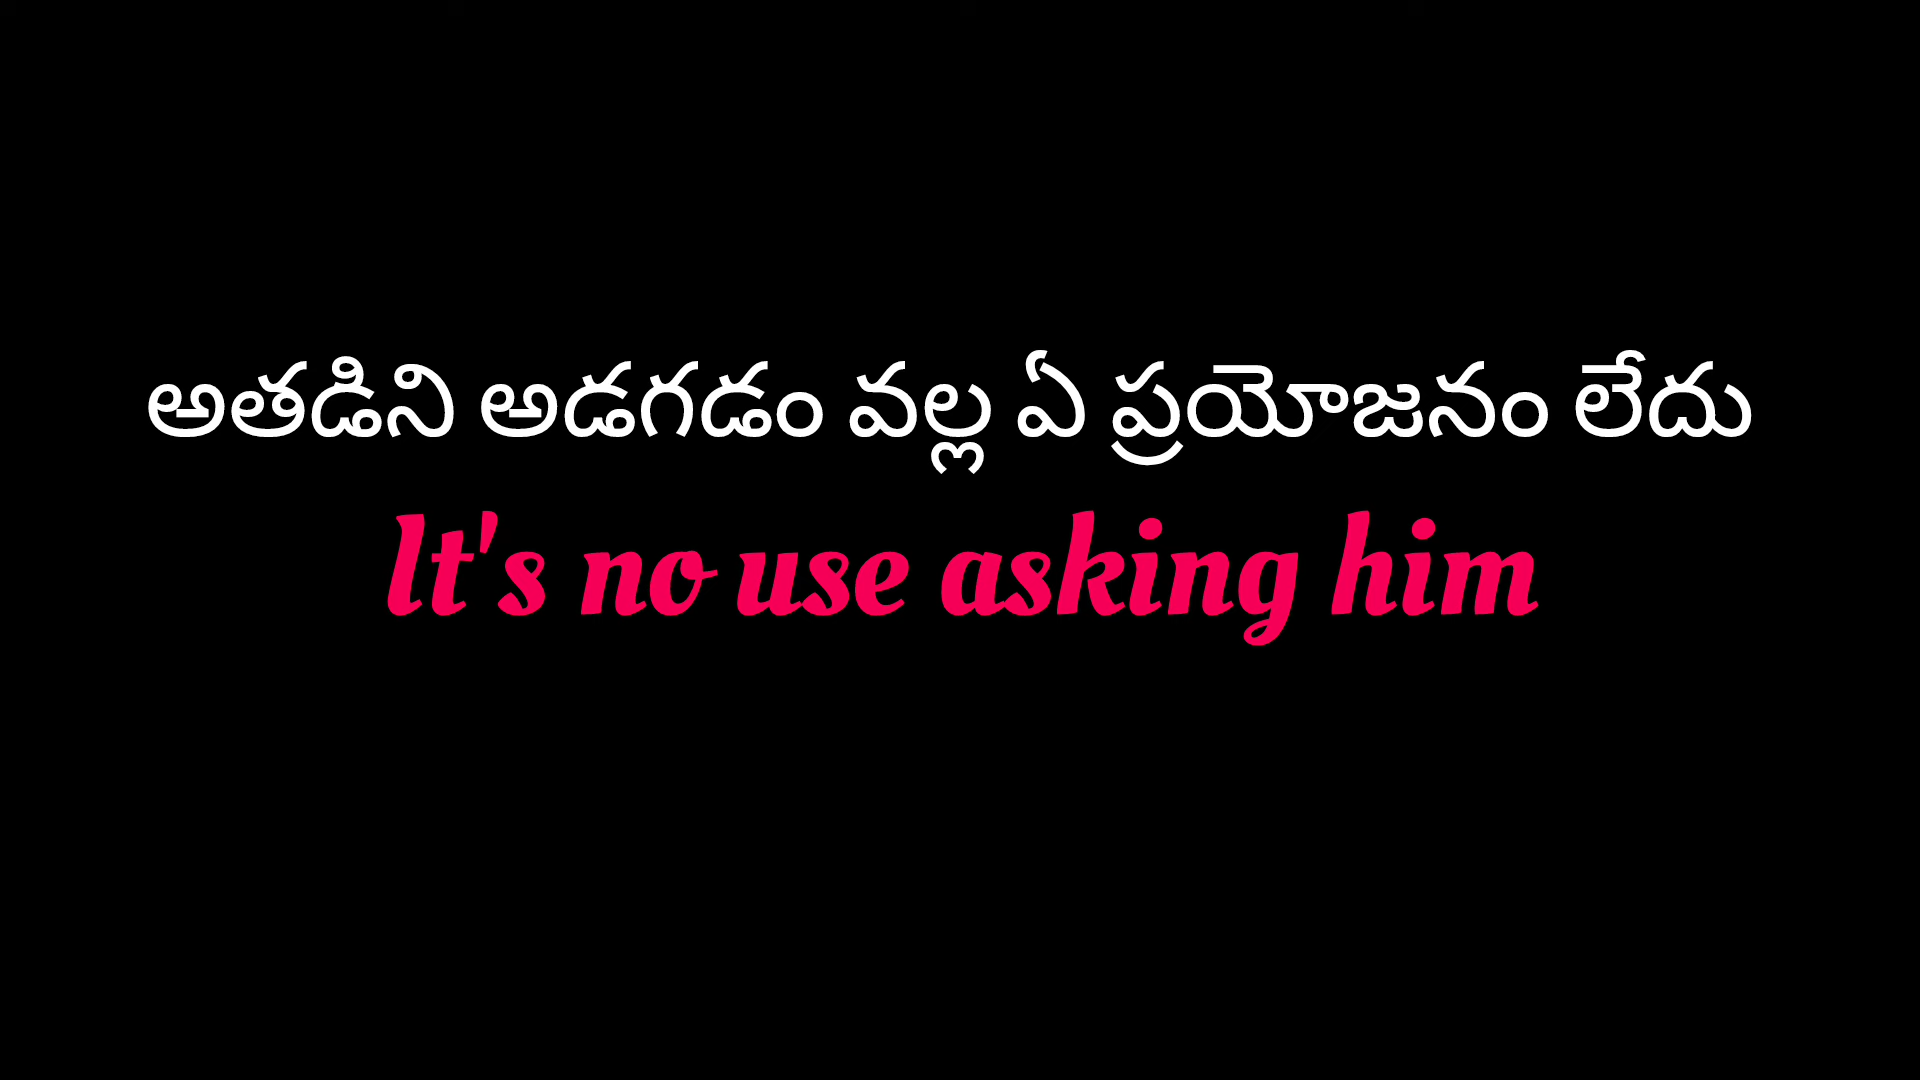 అతడిని అడగడం వల్ల ఏ ప్రయోజనం లేదు
It's no use asking him